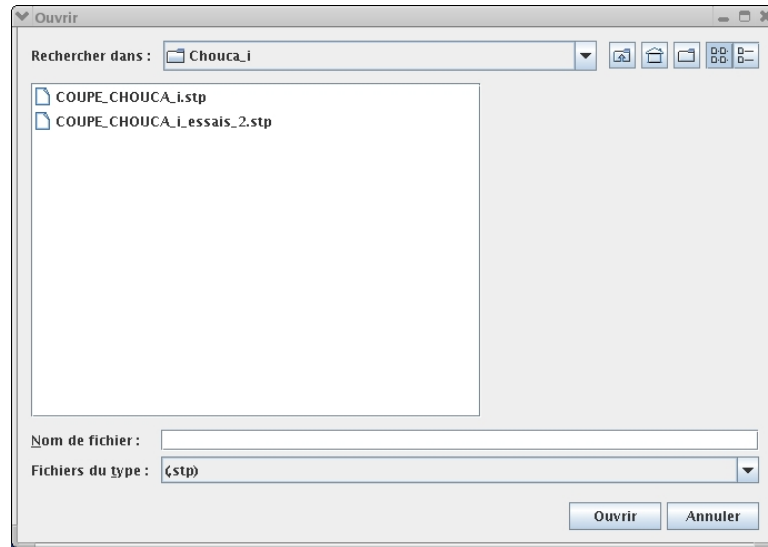 Ouvrir
Rechercher dans : Chouca_i
COUPE_CHOUCA_i.stp
COUPE_CHOUCA_i_essais_2.stp
Nom de fichier :
Fichiers du type : (.stp)
Ouvrir Annuler